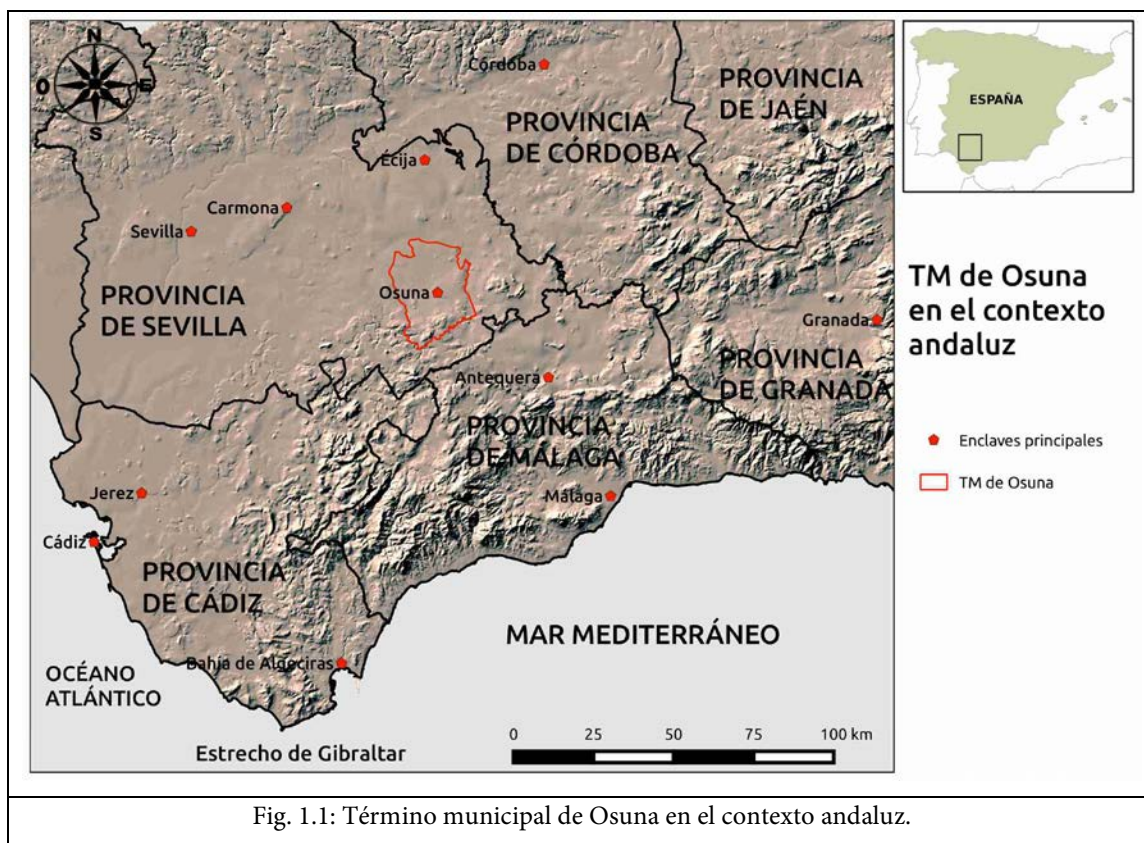 N
O
E
S
Córdoba
PROVINCIA
DE JAÉN
PROVINCIA
DE CÓRDOBA
Écija
Carmona
Sevilla
PROVINCIA
DE SEVILLA
Osuna
Granada
PROVINCIA
DE GRANADA
Antequera
PROVINCIA
DE MÁLAGA
Málaga
Jerez
Cádiz
PROVINCIA
DE CÁDIZ
MAR MEDITERRÁNEO
Bahía de Algeciras
OCÉANO
ATLÁNTICO
Estrecho de Gibraltar
0 25 50 75 100 km
ESPAÑA
TM de Osuna
en el contexto
andaluz
Enclaves principales
TM de Osuna
Fig. 1.1: Término municipal de Osuna en el contexto andaluz.